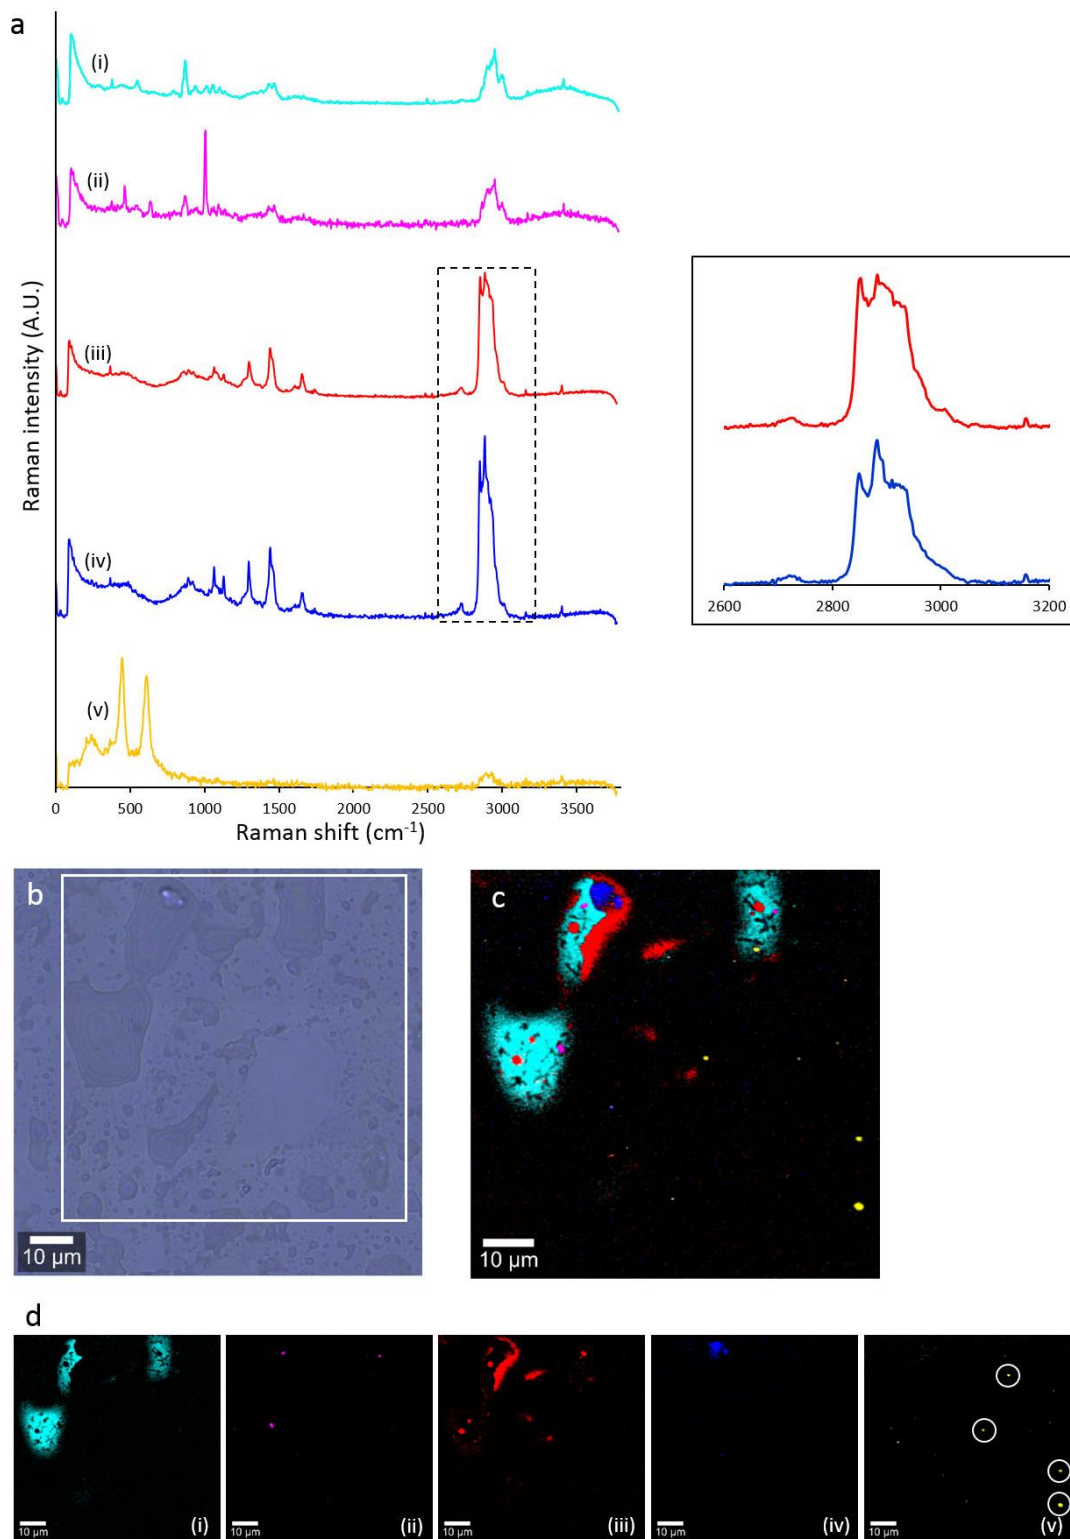 a
(i)
(ii)
(iii)
(iv)
(v)
Raman intensity (A.U.)
0 500 1000 1500 2000 2500 3000 3500
Raman shift (cm⁻¹)
2600 2800 3000 3200
b
10 μm
c
10 μm
d
10 μm (i)
10 μm (ii)
10 μm (iii)
10 μm (iv)
10 μm (v)